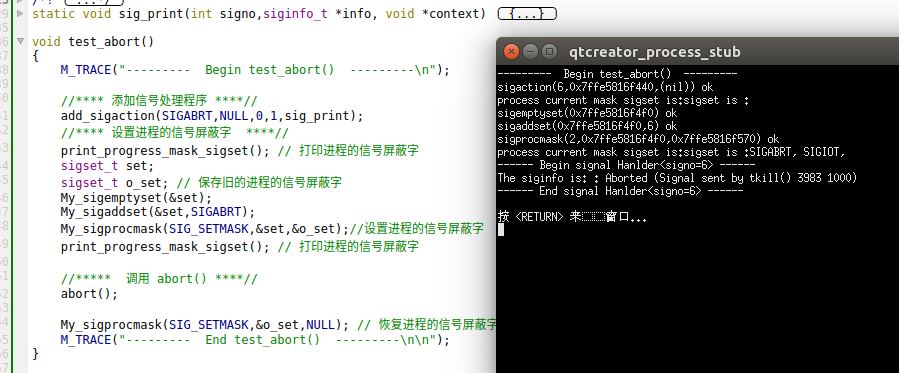 static void sig_print(int signo,siginfo_t *info, void *context) {...}
void test_abort()
{
M_TRACE("---------  Begin test_abort()  ---------\n");
//**** 添加信号处理程序 ****//
add_sigaction(SIGABRT,NULL,0,1,sig_print);
//**** 设置进程的信号屏蔽字  ****//
print_progress_mask_sigset(); // 打印进程的信号屏蔽字
sigset_t set;
sigset_t o_set; // 保存旧的进程的信号屏蔽字
My_sigemptyset(&set);
My_sigaddset(&set,SIGABRT);
My_sigprocmask(SIG_SETMASK,&set,&o_set);//设置进程的信号屏蔽字
print_progress_mask_sigset(); // 打印进程的信号屏蔽字
//*****  调用 abort() ****//
abort();
My_sigprocmask(SIG_SETMASK,&o_set,NULL); // 恢复进程的信号屏蔽字
M_TRACE("---------  End test_abort()  ---------\n\n");
}
qtcreator_process_stub
---------  Begin test_abort()  ---------
sigaction(6,0x7ffe5816f440,(nil)) ok
process current mask sigset is:sigset is :
sigemptyset(0x7ffe5816f4f0) ok
sigaddset(0x7ffe5816f4f0,6) ok
sigprocmask(2,0x7ffe5816f4f0,0x7ffe5816f570) ok
process current mask sigset is:sigset is :SIGABRT, SIGIOT,
------ Begin signal Hanlder<signo=6> ------
The siginfo is: : Aborted (Signal sent by tkill() 3983 1000)
------ End signal Hanlder<signo=6> ------
按 <RETURN> 来窗口...